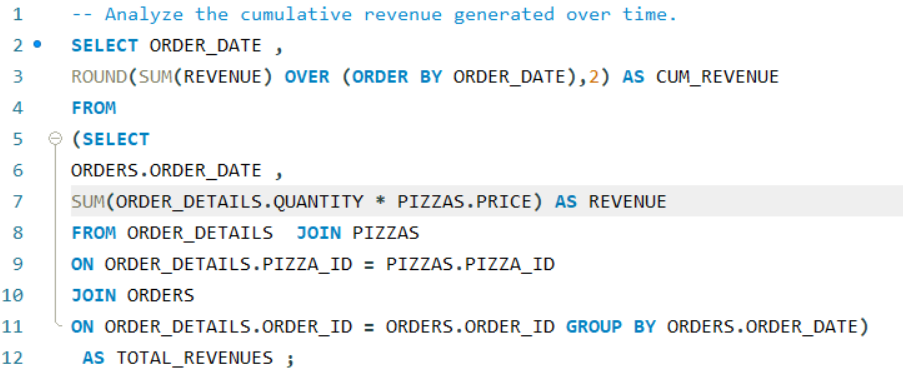 1 -- Analyze the cumulative revenue generated over time.
2 SELECT ORDER_DATE ,
3 ROUND(SUM(REVENUE) OVER (ORDER BY ORDER_DATE),2) AS CUM_REVENUE
4 FROM
5 (SELECT
6 ORDERS.ORDER_DATE ,
7 SUM(ORDER_DETAILS.QUANTITY * PIZZAS.PRICE) AS REVENUE
8 FROM ORDER_DETAILS  JOIN PIZZAS
9 ON ORDER_DETAILS.PIZZA_ID = PIZZAS.PIZZA_ID
10 JOIN ORDERS
11 ON ORDER_DETAILS.ORDER_ID = ORDERS.ORDER_ID GROUP BY ORDERS.ORDER_DATE)
12 AS TOTAL_REVENUES ;